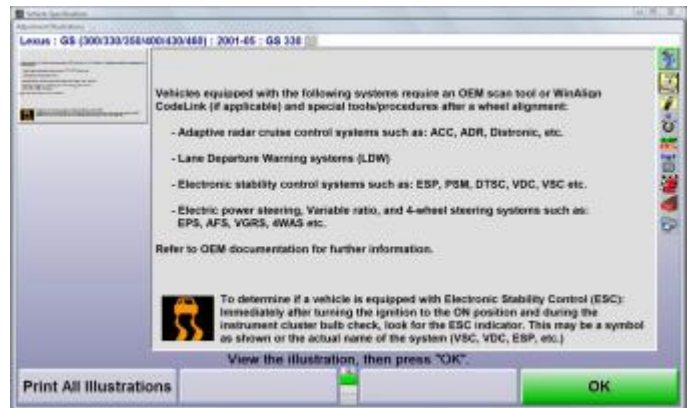 Vehicle Specification
Adjustment Illustrations
Lexus : GS (300/330/350/400/430/460) : 2001-05 : GS 330
Vehicles equipped with the following systems require an OEM scan
tool or WinAlign
CodeLink (if applicable) and special tools/procedures after a wheel
alignment:
- Adaptive radar cruise control systems such as: ACC, ADR, Distronic, etc.
- Lane Departure Warning systems (LDW)
- Electronic stability control systems such as: ESP, PSM, DTSC, VDC, VSC etc.
- Electric power steering, Variable ratio, and 4-wheel steering systems such as:
EPS, AFS, VGRS, 4WAS etc.
Refer to OEM documentation for further information.
To determine if a vehicle is equipped with Electronic Stability Control (ESC):
Immediately after turning the ignition to the ON position and during the
instrument cluster bulb check, look for the ESC indicator. This may be a symbol
as shown or the actual name of the system (VSC, VDC, ESP, etc.)
View the illustration, then press "OK".
Print All Illustrations
OK